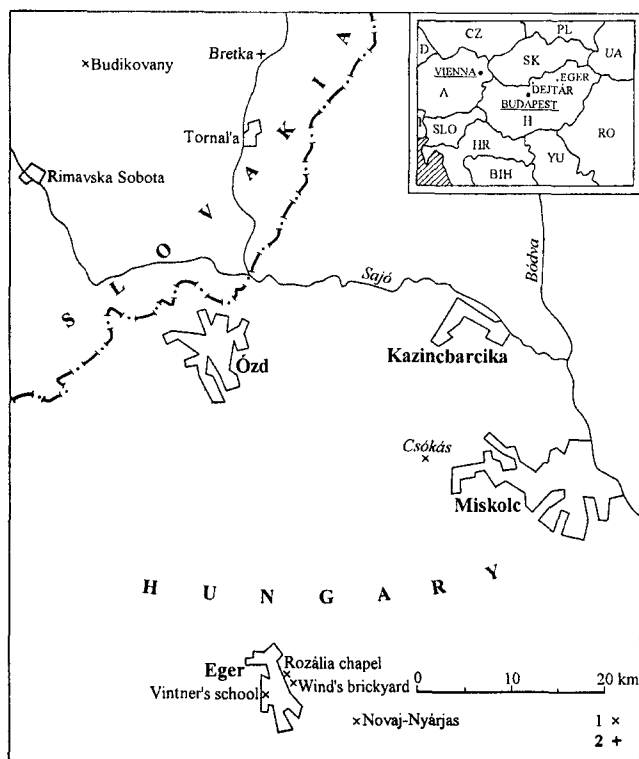 Budikovany
Bretka
Tornal'a
Rimavska Sobota
SLOVAKIA
CZ
PL
D
SK
UA
VIENNA
EGER
DEJTÁR
A
BUDAPEST
H
I
SLO
RO
HR
YU
BIH
Sajó
Bódva
Ózd
Kazincbarcika
Csókás
Miskolc
HUNGARY
Eger
Rozália chapel
Wind's brickyard
Vintner's school
0 10 20 km
Novaj-Nyárjas
1 ×
2 +